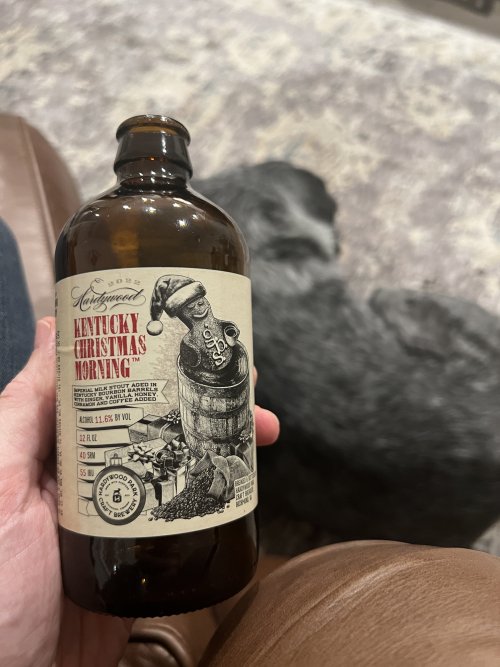 2022
Hardywood
KENTUCKY
CHRISTMAS
MORNING™
IMPERIAL MILK STOUT AGED IN
KENTUCKY BOURBON BARRELS
WITH GINGER, VANILLA, HONEY,
CINNAMON AND COFFEE ADDED
ALCOHOL 11.6% BY VOL
12 FL OZ
40 SRM
55 IBU
HARDYWOOD PARK
CRAFT BREWERY
GBS